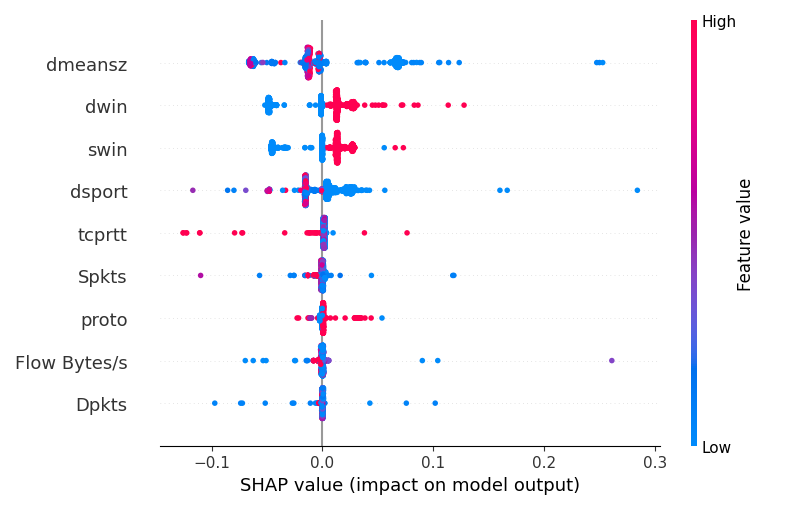 High
dmeansz
dwin
swin
dsport
tcprtt
Spkts
proto
Flow Bytes/s
Dpkts
Feature value
Low
−0.1 0.0 0.1 0.2 0.3
SHAP value (impact on model output)